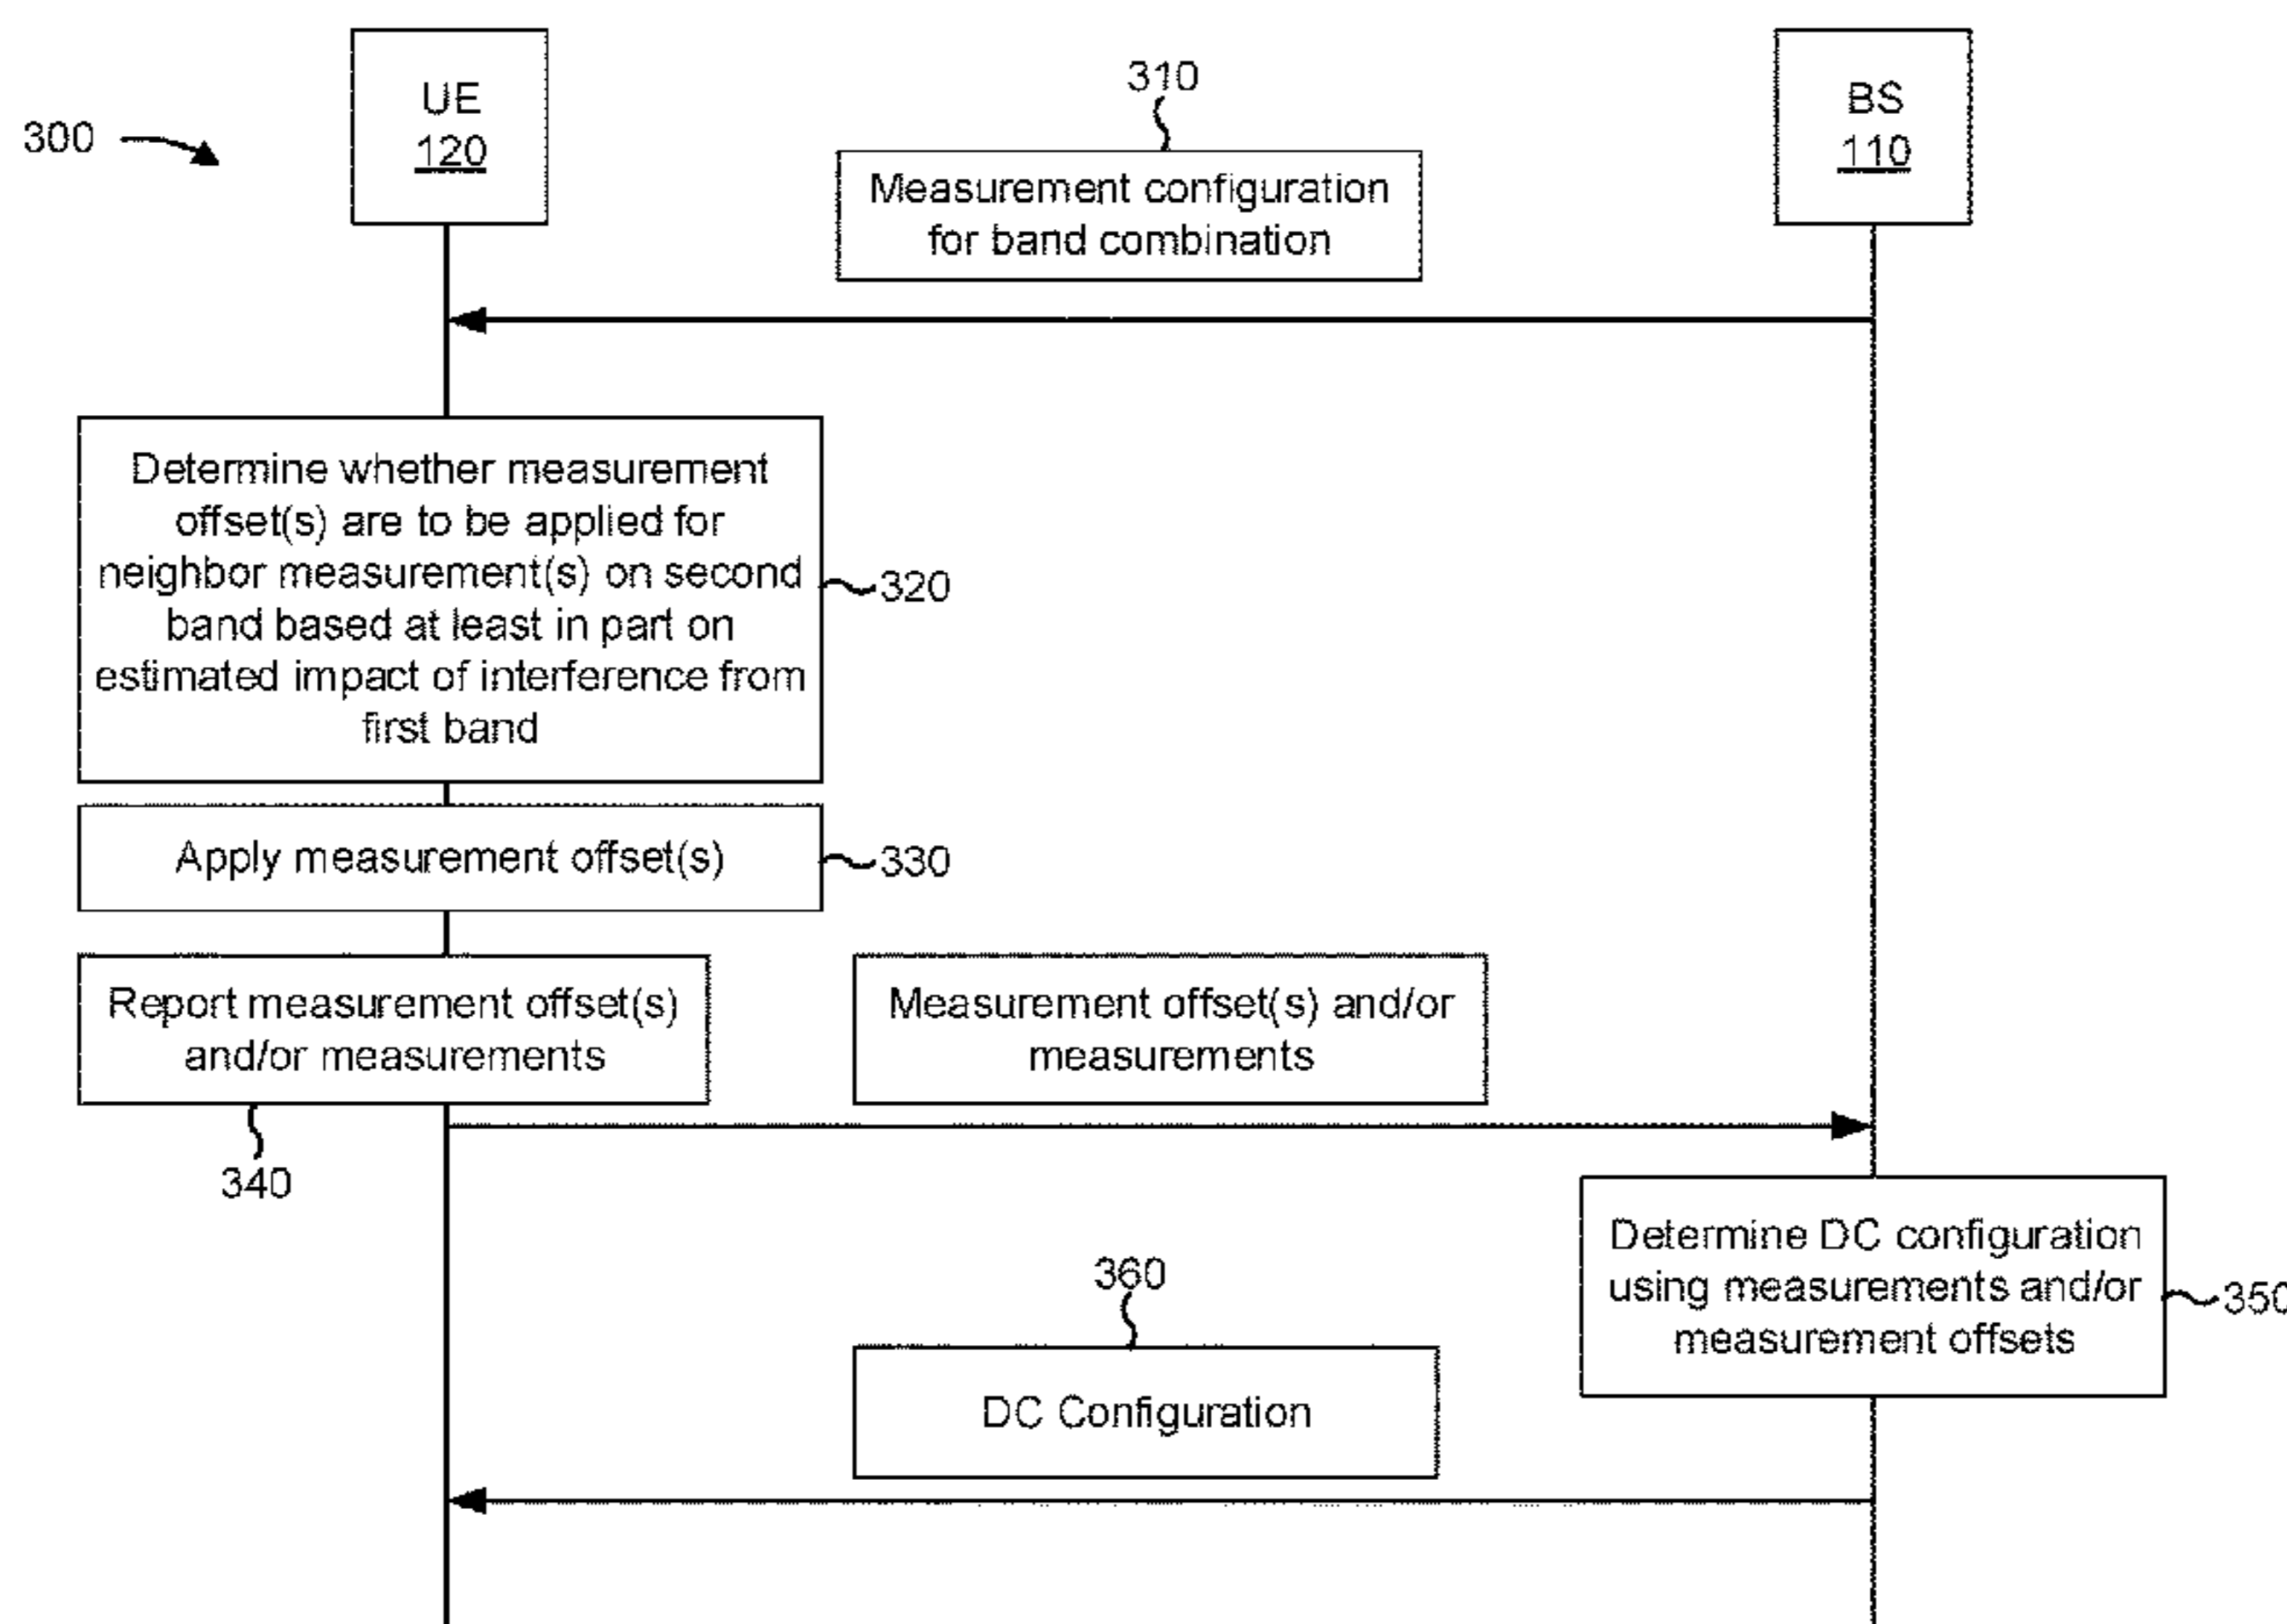 300
UE
120
310
Measurement configuration
for band combination
BS
110
Determine whether measurement
offset(s) are to be applied for
neighbor measurement(s) on second
band based at least in part on
estimated impact of interference from
first band
320
Apply measurement offset(s)
330
Report measurement offset(s)
and/or measurements
340
Measurement offset(s) and/or
measurements
Determine DC configuration
using measurements and/or
measurement offsets
350
360
DC Configuration